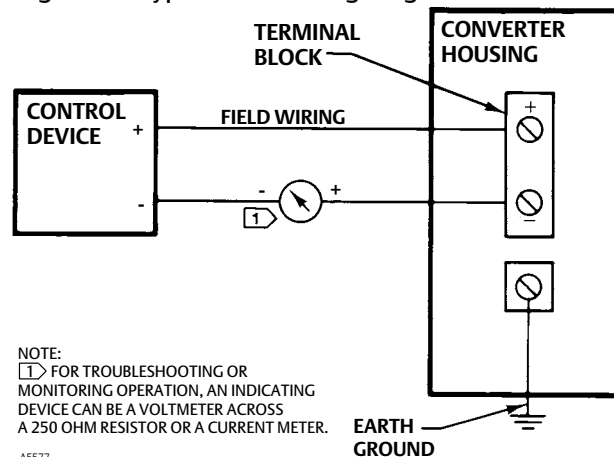 TERMINAL
BLOCK
CONVERTER
HOUSING
CONTROL
DEVICE
+
-
FIELD WIRING
+
-
- +
1
NOTE:
1 FOR TROUBLESHOOTING OR
MONITORING OPERATION, AN INDICATING
DEVICE CAN BE A VOLTMETER ACROSS
A 250 OHM RESISTOR OR A CURRENT METER.
EARTH
GROUND